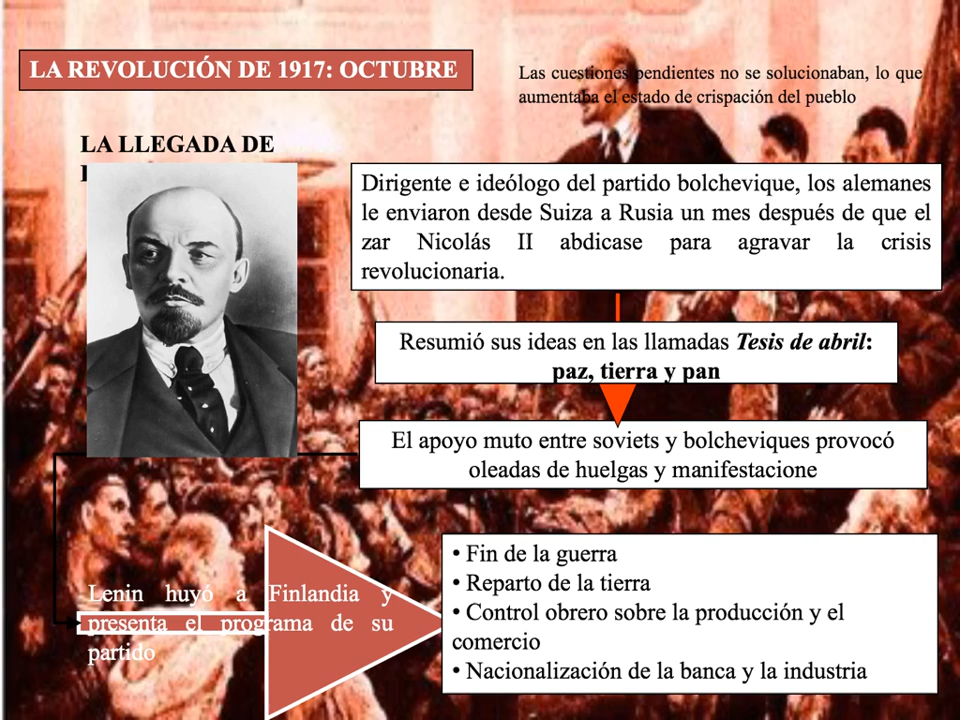 LA REVOLUCIÓN DE 1917: OCTUBRE
Las cuestiones pendientes no se solucionaban, lo que
aumentaba el estado de crispación del pueblo
LA LLEGADA DE
Dirigente e ideólogo del partido bolchevique, los alemanes
le enviaron desde Suiza a Rusia un mes después de que el
zar Nicolás II abdicase para agravar la crisis
revolucionaria.
Resumió sus ideas en las llamadas Tesis de abril:
paz, tierra y pan
El apoyo muto entre soviets y bolcheviques provocó
oleadas de huelgas y manifestacione
Lenin huyó a Finlandia y
presenta el programa de su
partido
• Fin de la guerra
• Reparto de la tierra
• Control obrero sobre la producción y el
comercio
• Nacionalización de la banca y la industria